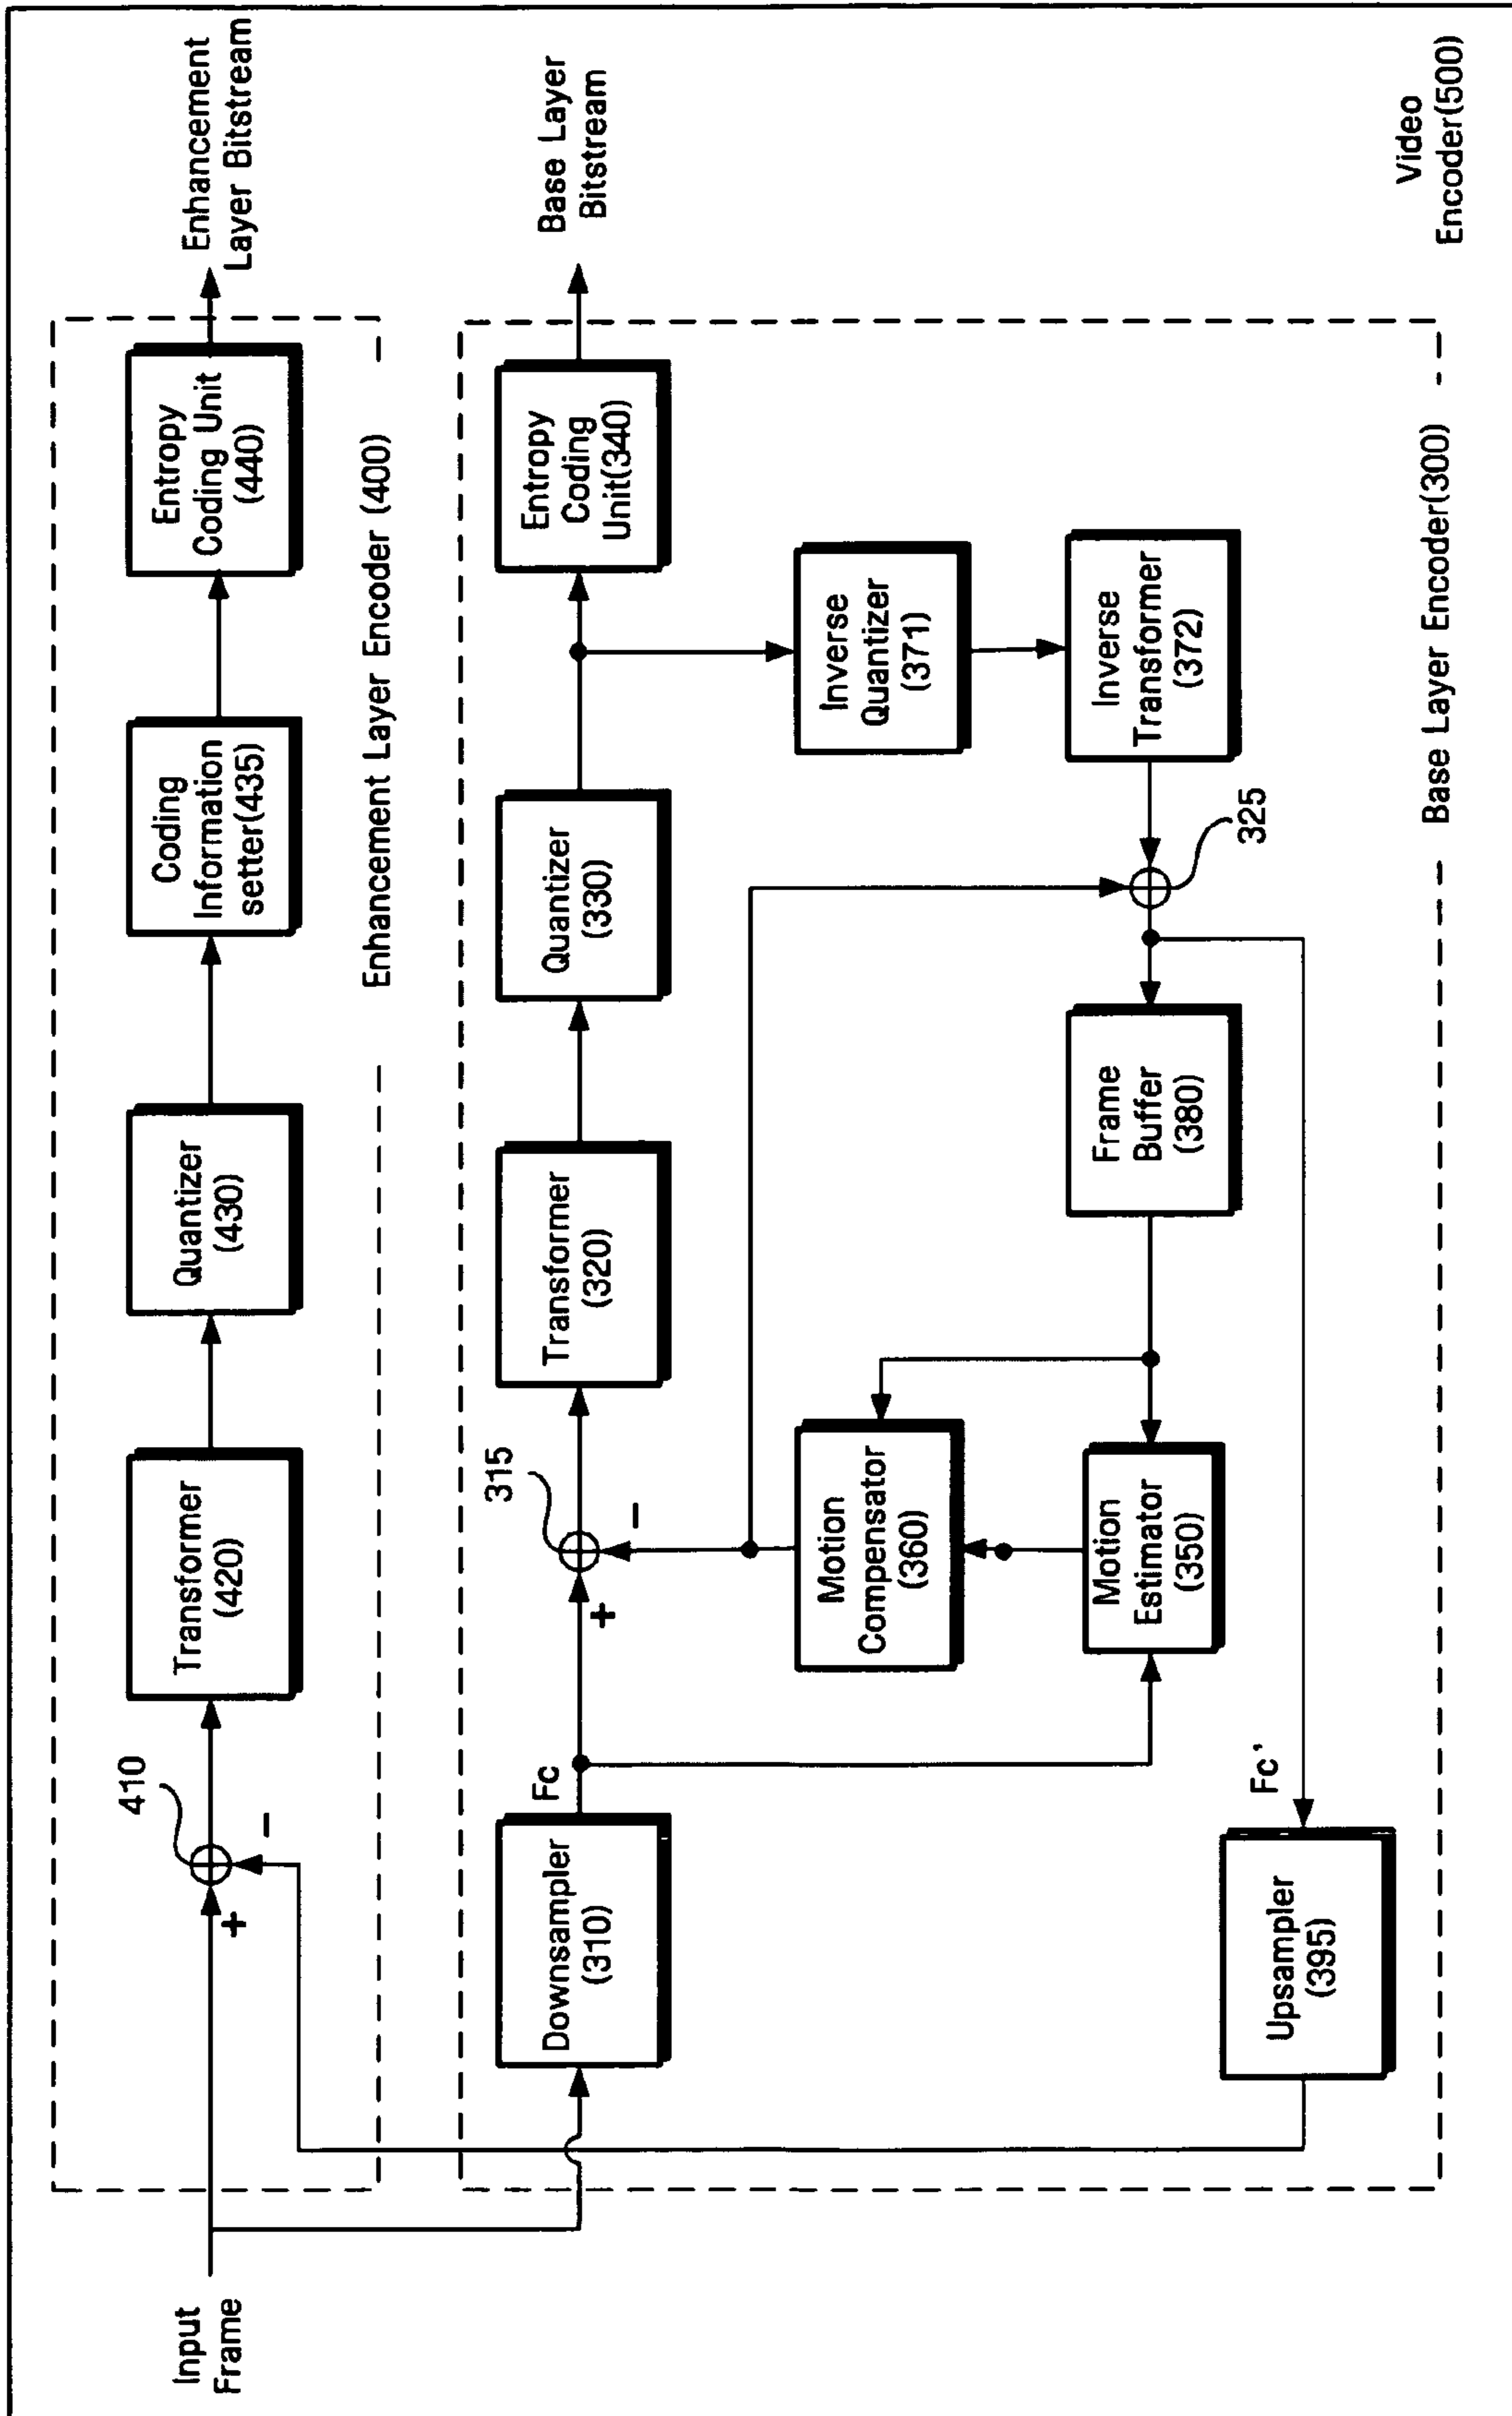 Input
Frame
+
-
410
Transformer
(420)
Quantizer
(430)
Coding
Information
setter(435)
Entropy
Coding Unit
(440)
Enhancement
Layer Bitstream
Enhancement Layer Encoder (400)
Downsampler
(310)
Fc
+
-
315
Transformer
(320)
Quantizer
(330)
Entropy
Coding
Unit(340)
Base Layer
Bitstream
Motion
Compensator
(360)
Inverse
Quantizer
(371)
Motion
Estimator
(350)
Frame
Buffer
(380)
325
Inverse
Transformer
(372)
Fc'
Upsampler
(395)
Base Layer Encoder(300)
Video
Encoder(500)